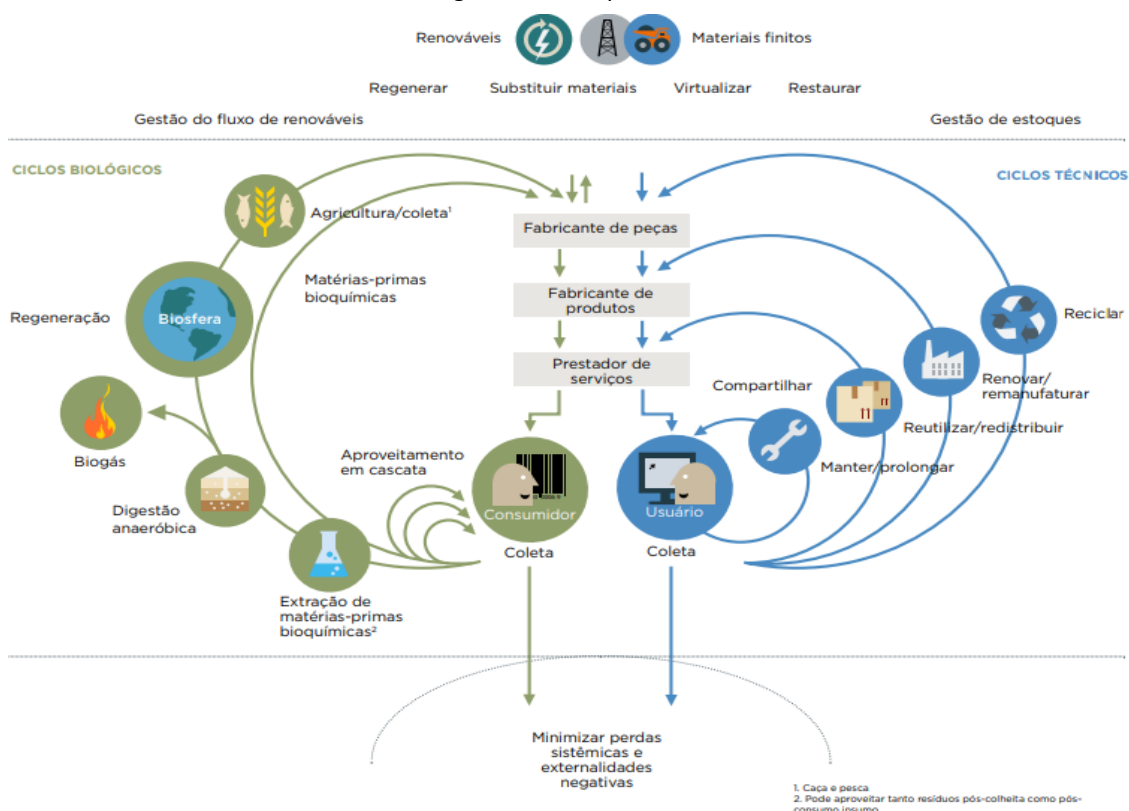 Renováveis
Materiais finitos
Regenerar
Substituir materiais
Virtualizar
Restaurar
Gestão do fluxo de renováveis
Gestão de estoques
CICLOS BIOLÓGICOS
CICLOS TÉCNICOS
Agricultura/coleta¹
Fabricante de peças
Matérias-primas
bioquímicas
Fabricante de
produtos
Regeneração
Biosfera
Reciclar
Prestador de
serviços
Compartilhar
Renovar/
remanufaturar
Reutilizar/redistribuir
Biogás
Aproveitamento
em cascata
Manter/prolongar
Digestão
anaeróbica
Consumidor
Usuário
Coleta
Coleta
Extração de
matérias-primas
bioquímicas²
Minimizar perdas
sistêmicas e
externalidades
negativas
1. Caça e pesca
2. Pode aproveitar tanto resíduos pós-colheita como pós-
consumo insumo